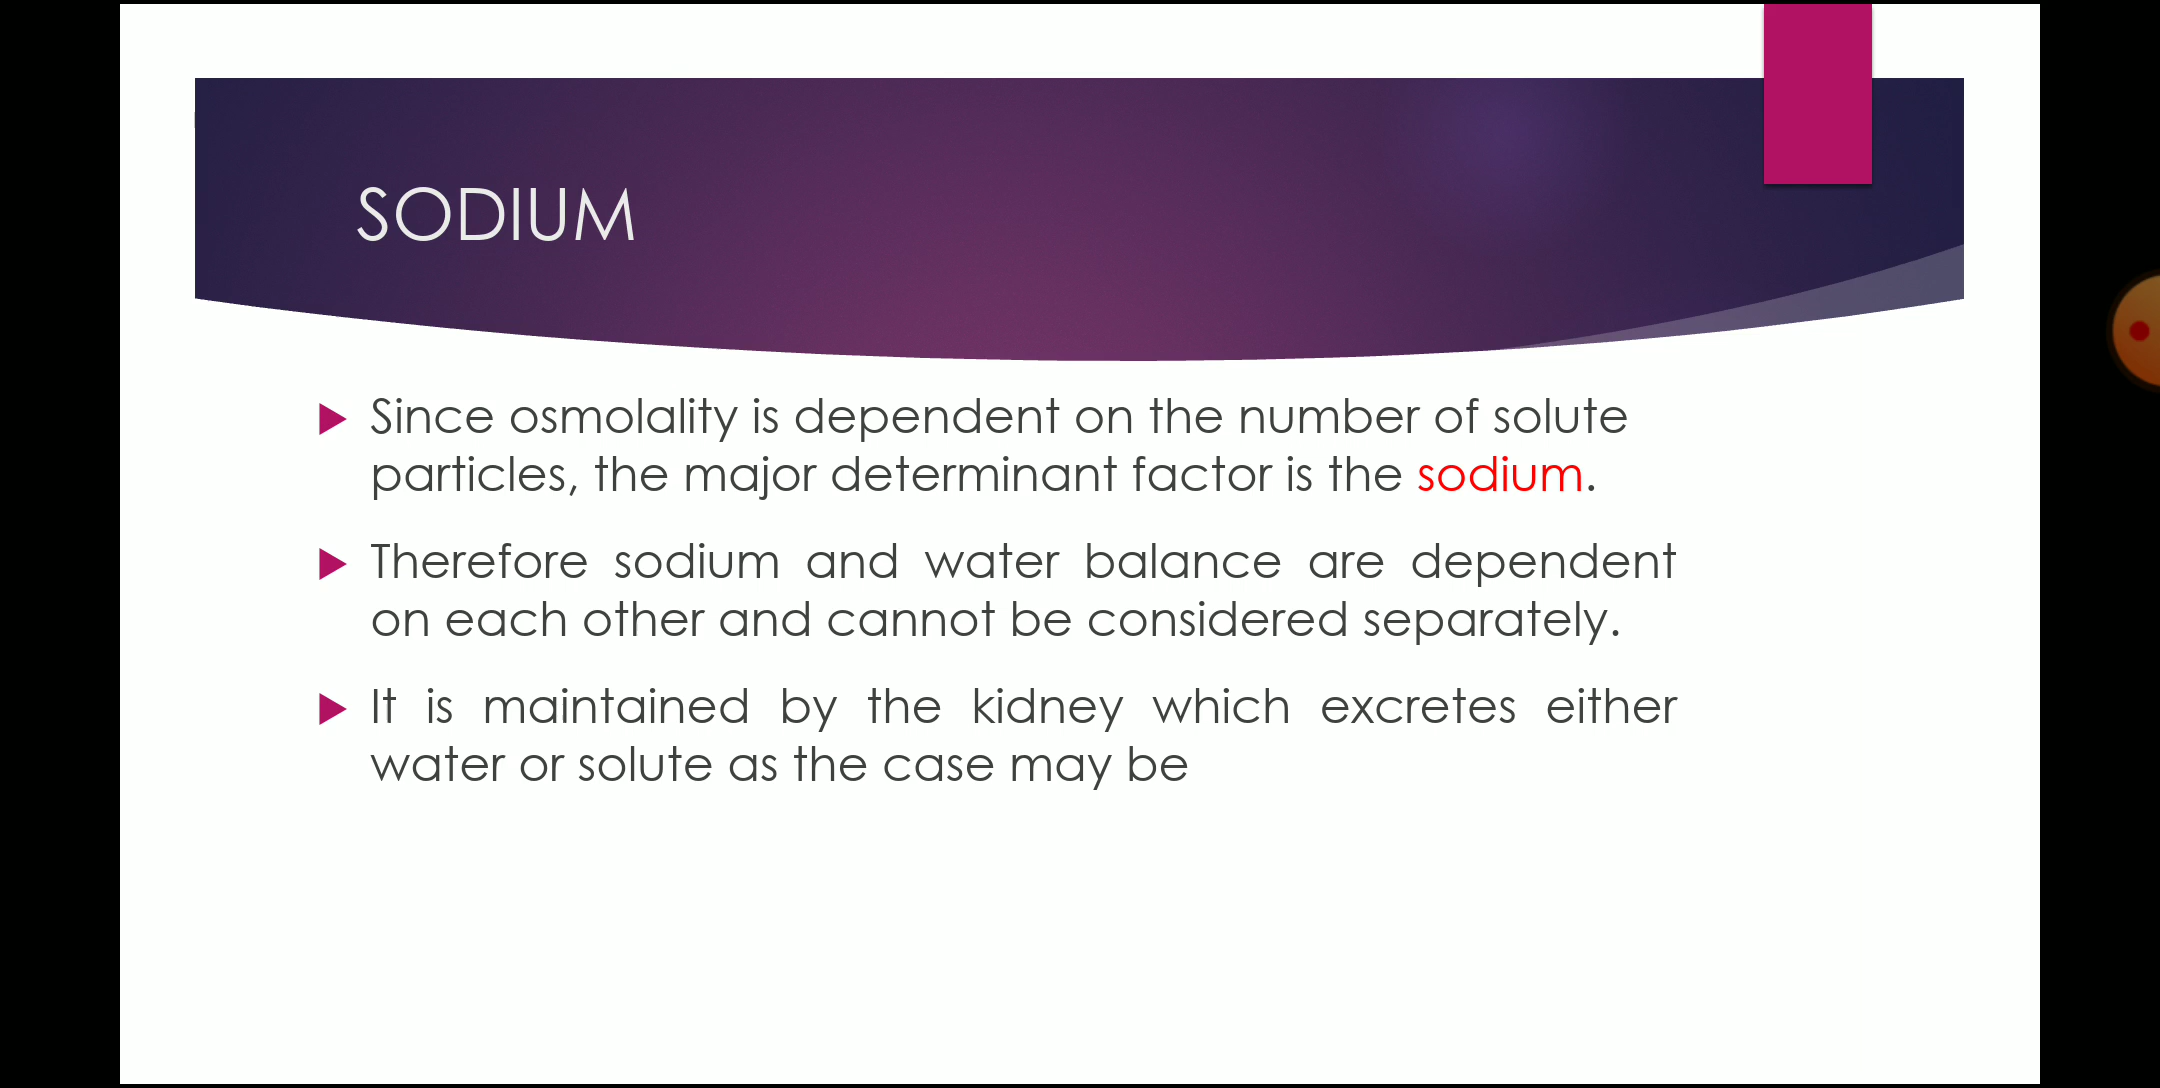 SODIUM
Since osmolality is dependent on the number of solute
particles, the major determinant factor is the sodium.
Therefore sodium and water balance are dependent
on each other and cannot be considered separately.
It is maintained by the kidney which excretes either
water or solute as the case may be